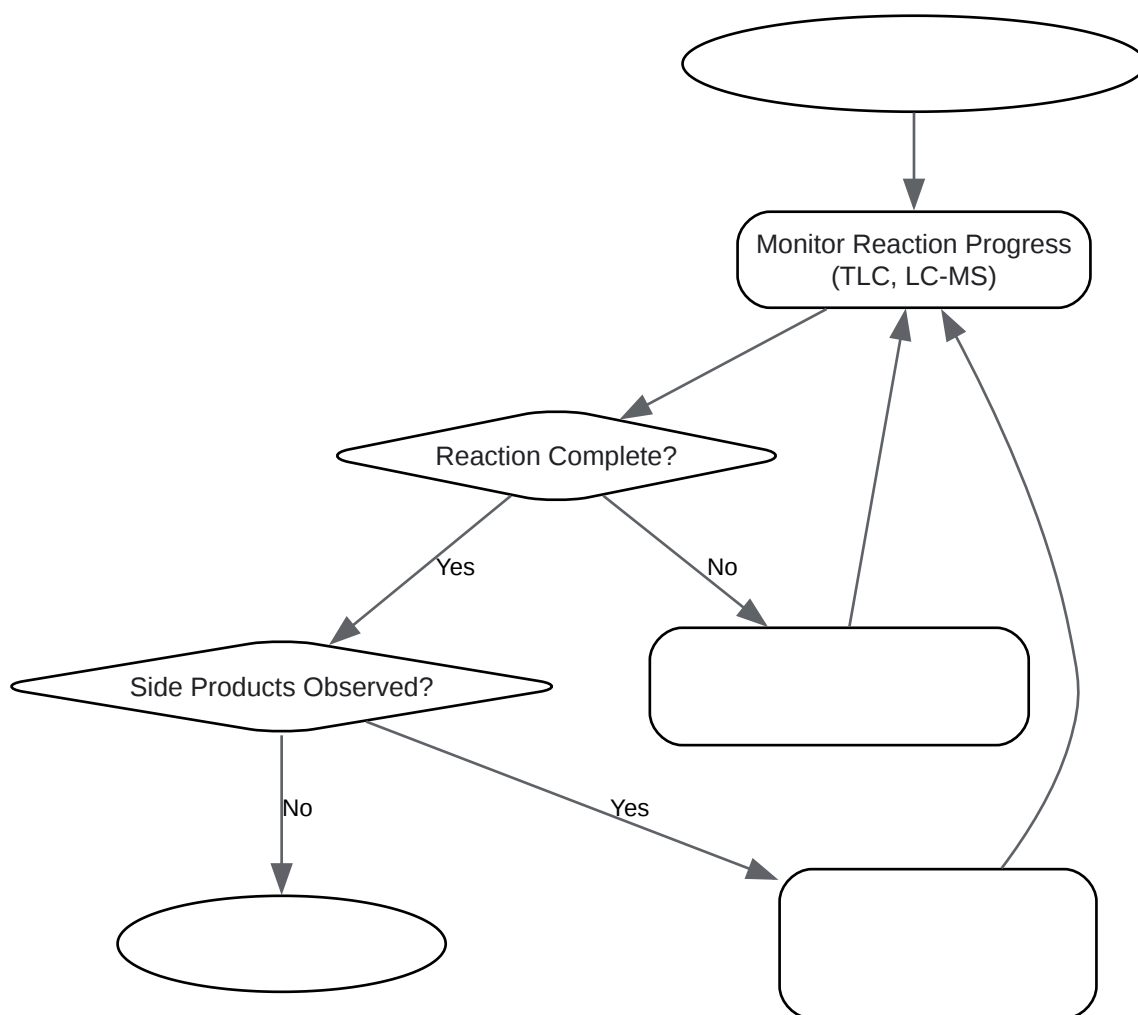 Monitor Reaction Progress
(TLC, LC-MS)
Reaction Complete?
Yes
No
Side Products Observed?
No
Yes